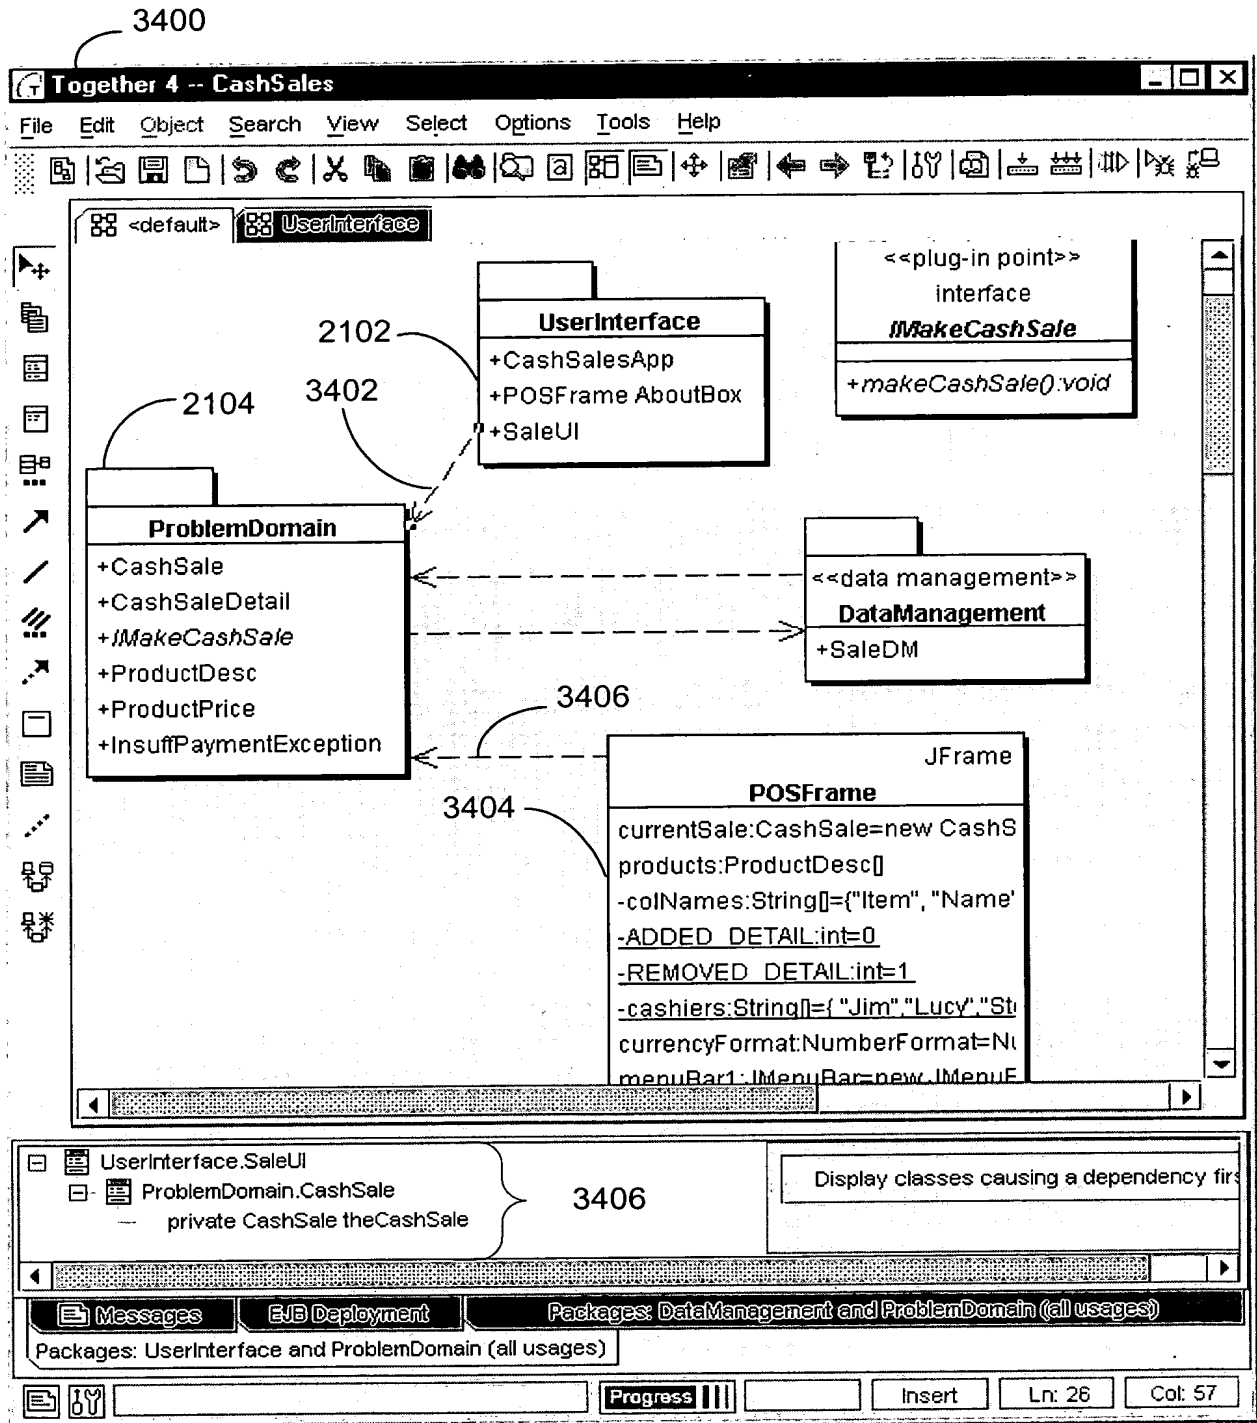 3400
Together 4 -- CashSales
File Edit Object Search View Select Options Tools Help
a
<default> UserInterface
<<plug-in point>>
interface
IMakeCashSale
+makeCashSale():void
UserInterface
+CashSalesApp
+POSFrame AboutBox
+SaleUI
2102
3402
2104
ProblemDomain
+CashSale
+CashSaleDetail
+IMakeCashSale
+ProductDesc
+ProductPrice
+InsuffPaymentException
<<data management>>
DataManagement
+SaleDM
3406
3404
JFrame
POSFrame
currentSale:CashSale=new CashS
products:ProductDesc[]
-colNames:String[]={"Item", "Name"
-ADDED_DETAIL:int=0
-REMOVED_DETAIL:int=1
-cashiers:String[]={ "Jim","Lucy","Ste
currencyFormat:NumberFormat=Nu
menuBar1:JMenuBar=new JMenuB
UserInterface.SaleUI
ProblemDomain.CashSale
private CashSale theCashSale
3406
Display classes causing a dependency firs
Messages EJB Deployment Packages: DataManagement and ProblemDomain (all usages)
Packages: UserInterface and ProblemDomain (all usages)
Progress Insert Ln: 26 Col: 57